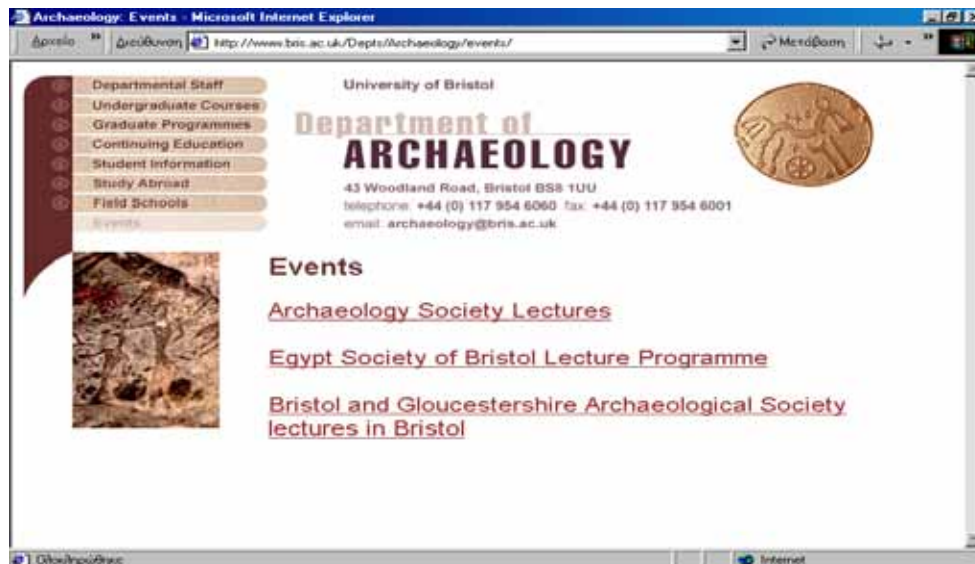 Archaeology: Events - Microsoft Internet Explorer
Αρχείο » Διεύθυνση http://www.bris.ac.uk/Depts/Archaeology/events/ Μετάβαση »
Departmental Staff
Undergraduate Courses
Graduate Programmes
Continuing Education
Student Information
Study Abroad
Field Schools
Events
University of Bristol
Department of
ARCHAEOLOGY
43 Woodland Road, Bristol BS8 1UU
telephone: +44 (0) 117 954 6060 fax: +44 (0) 117 954 6001
email: archaeology@bris.ac.uk
Events
Archaeology Society Lectures
Egypt Society of Bristol Lecture Programme
Bristol and Gloucestershire Archaeological Society
lectures in Bristol
Ολοκληρώθηκε Internet